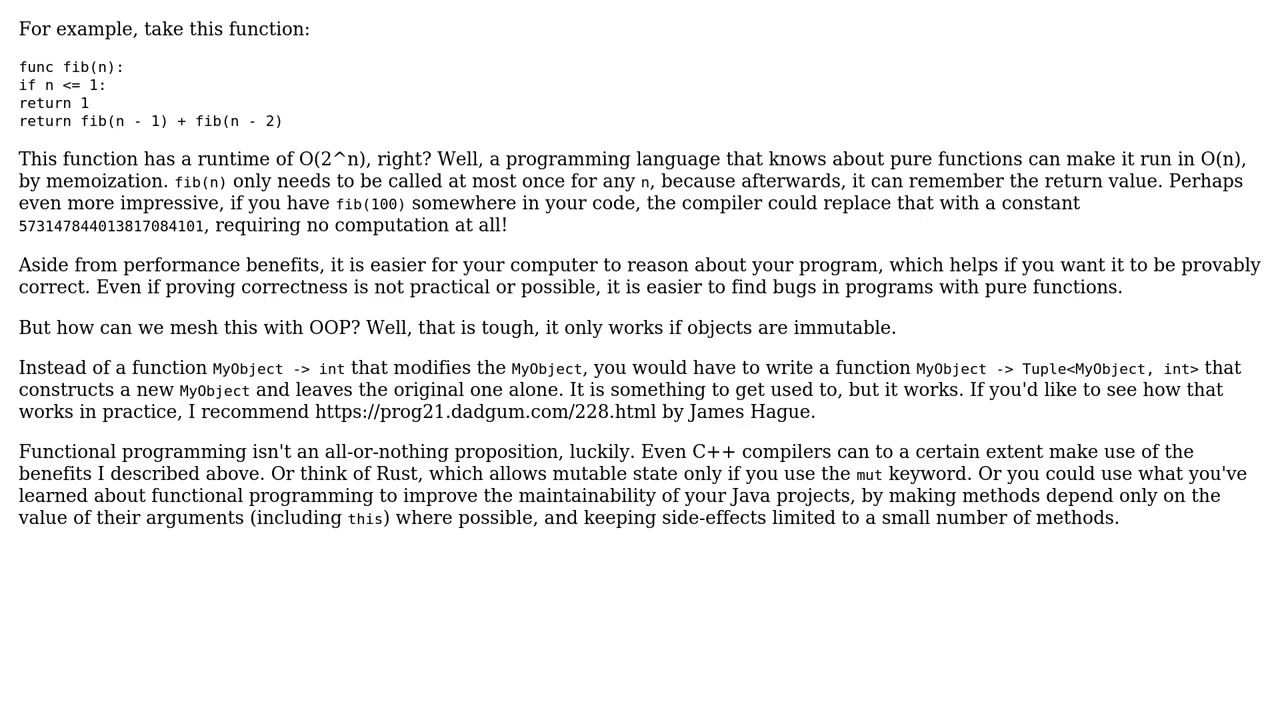 For example, take this function:
func fib(n):
if n <= 1:
return 1
return fib(n - 1) + fib(n - 2)
This function has a runtime of O(2^n), right? Well, a programming language that knows about pure functions can make it run in O(n),
by memoization. fib(n) only needs to be called at most once for any n, because afterwards, it can remember the return value. Perhaps
even more impressive, if you have fib(100) somewhere in your code, the compiler could replace that with a constant
573147844013817084101, requiring no computation at all!
Aside from performance benefits, it is easier for your computer to reason about your program, which helps if you want it to be provably
correct. Even if proving correctness is not practical or possible, it is easier to find bugs in programs with pure functions.
But how can we mesh this with OOP? Well, that is tough, it only works if objects are immutable.
Instead of a function MyObject -> int that modifies the MyObject, you would have to write a function MyObject -> Tuple<MyObject, int> that
constructs a new MyObject and leaves the original one alone. It is something to get used to, but it works. If you'd like to see how that
works in practice, I recommend https://prog21.dadgum.com/228.html by James Hague.
Functional programming isn't an all-or-nothing proposition, luckily. Even C++ compilers can to a certain extent make use of the
benefits I described above. Or think of Rust, which allows mutable state only if you use the mut keyword. Or you could use what you've
learned about functional programming to improve the maintainability of your Java projects, by making methods depend only on the
value of their arguments (including this) where possible, and keeping side-effects limited to a small number of methods.